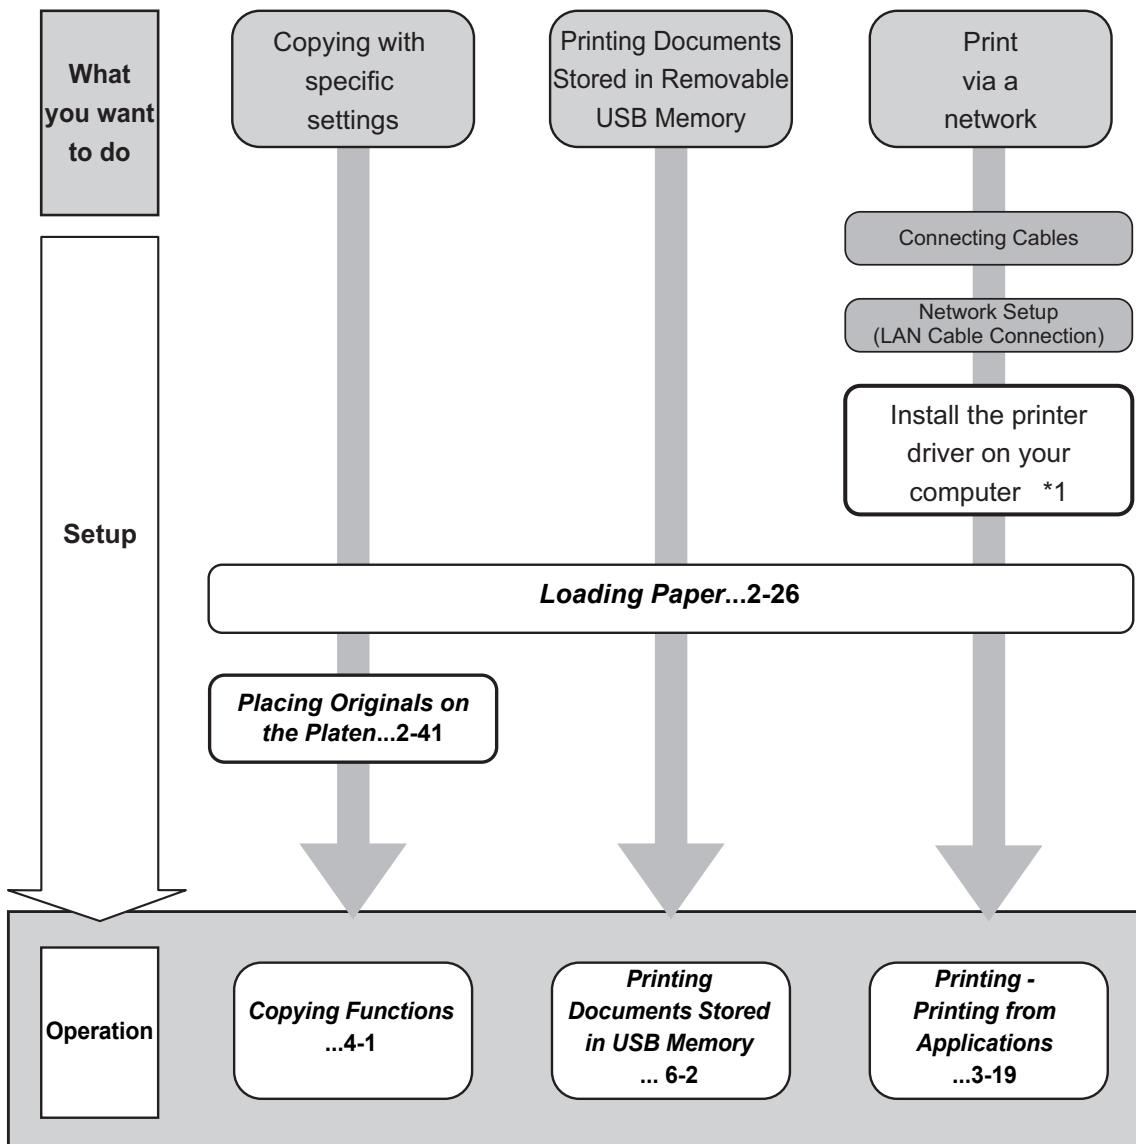 What
you want
to do
Copying with
specific
settings
Printing Documents
Stored in Removable
USB Memory
Print
via a
network
Connecting Cables
Network Setup
(LAN Cable Connection)
Install the printer
driver on your
computer *1
Setup
Loading Paper...2-26
Placing Originals on
the Platen...2-41
Operation
Copying Functions
...4-1
Printing
Documents Stored
in USB Memory
... 6-2
Printing -
Printing from
Applications
...3-19